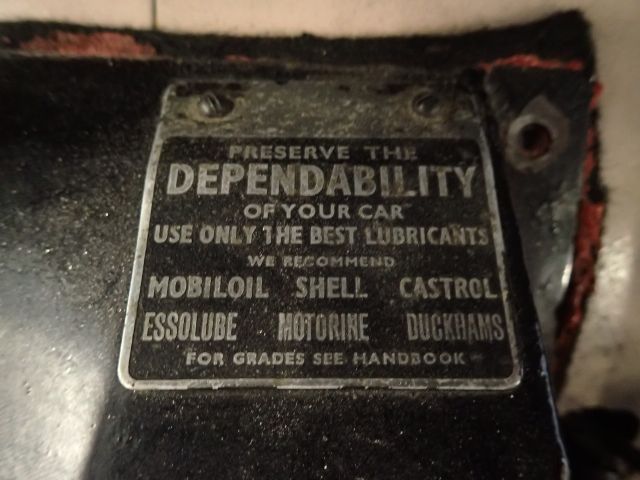 PRESERVE THE
DEPENDABILITY
OF YOUR CAR
USE ONLY THE BEST LUBRICANTS
WE RECOMMEND
MOBILOIL SHELL CASTROL
ESSOLUBE MOTORINE DUCKHAMS
FOR GRADES SEE HANDBOOK